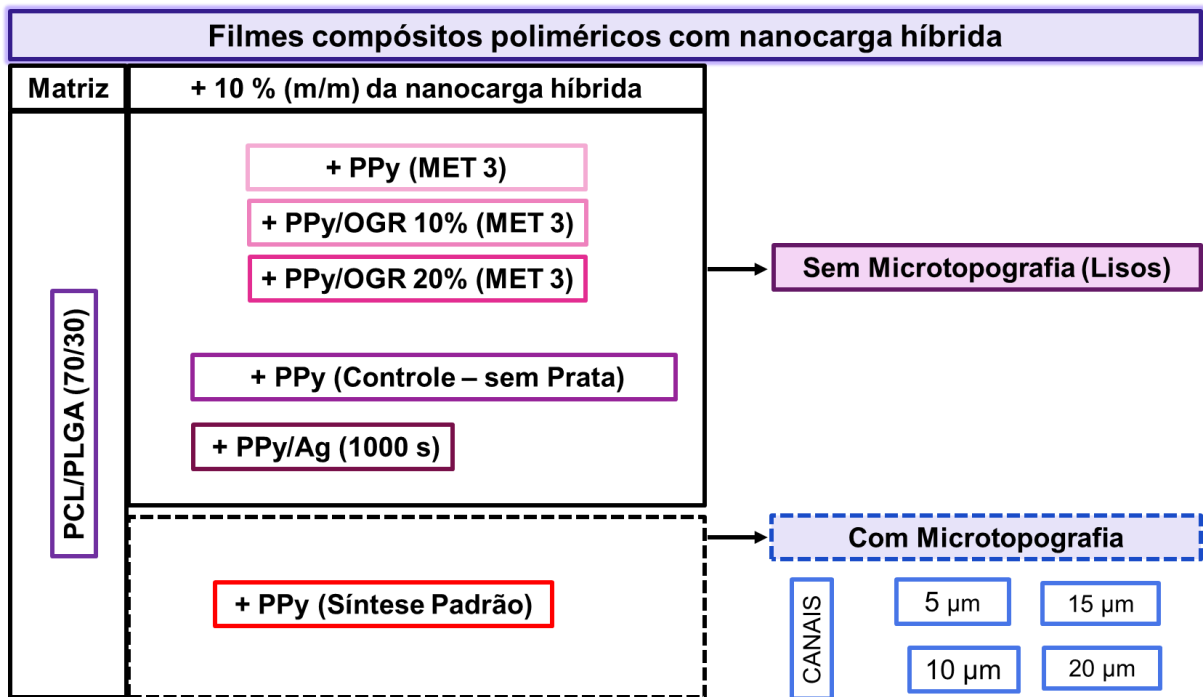 Filmes compósitos poliméricos com nanocarga híbrida
Matriz
+ 10 % (m/m) da nanocarga híbrida
PCL/PLGA (70/30)
+ PPy (MET 3)
+ PPy/OGR 10% (MET 3)
+ PPy/OGR 20% (MET 3)
+ PPy (Controle – sem Prata)
+ PPy/Ag (1000 s)
Sem Microtopografia (Lisos)
+ PPy (Síntese Padrão)
Com Microtopografia
CANAIS
5 µm
15 µm
10 µm
20 µm